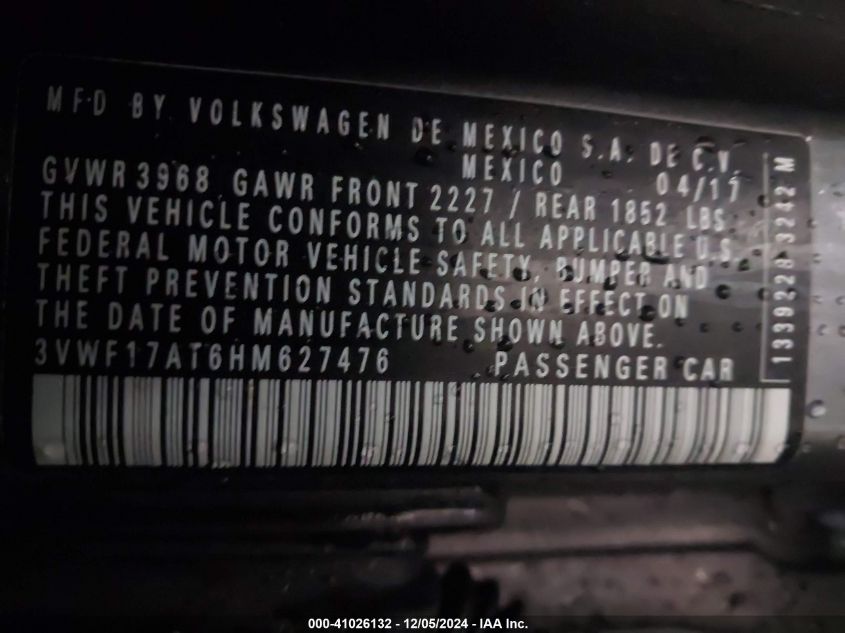 MFD BY VOLKSWAGEN DE MEXICO S.A. DE C.V.
MEXICO 04/17
GVWR 3968 GAWR FRONT 2227 / REAR 1852 LBS.
THIS VEHICLE CONFORMS TO ALL APPLICABLE U.S.
FEDERAL MOTOR VEHICLE SAFETY, BUMPER AND
THEFT PREVENTION STANDARDS IN EFFECT ON
THE DATE OF MANUFACTURE SHOWN ABOVE.
3VWF17AT6HM627476 PASSENGER CAR
M
000-41026132 - 12/05/2024 - IAA Inc.